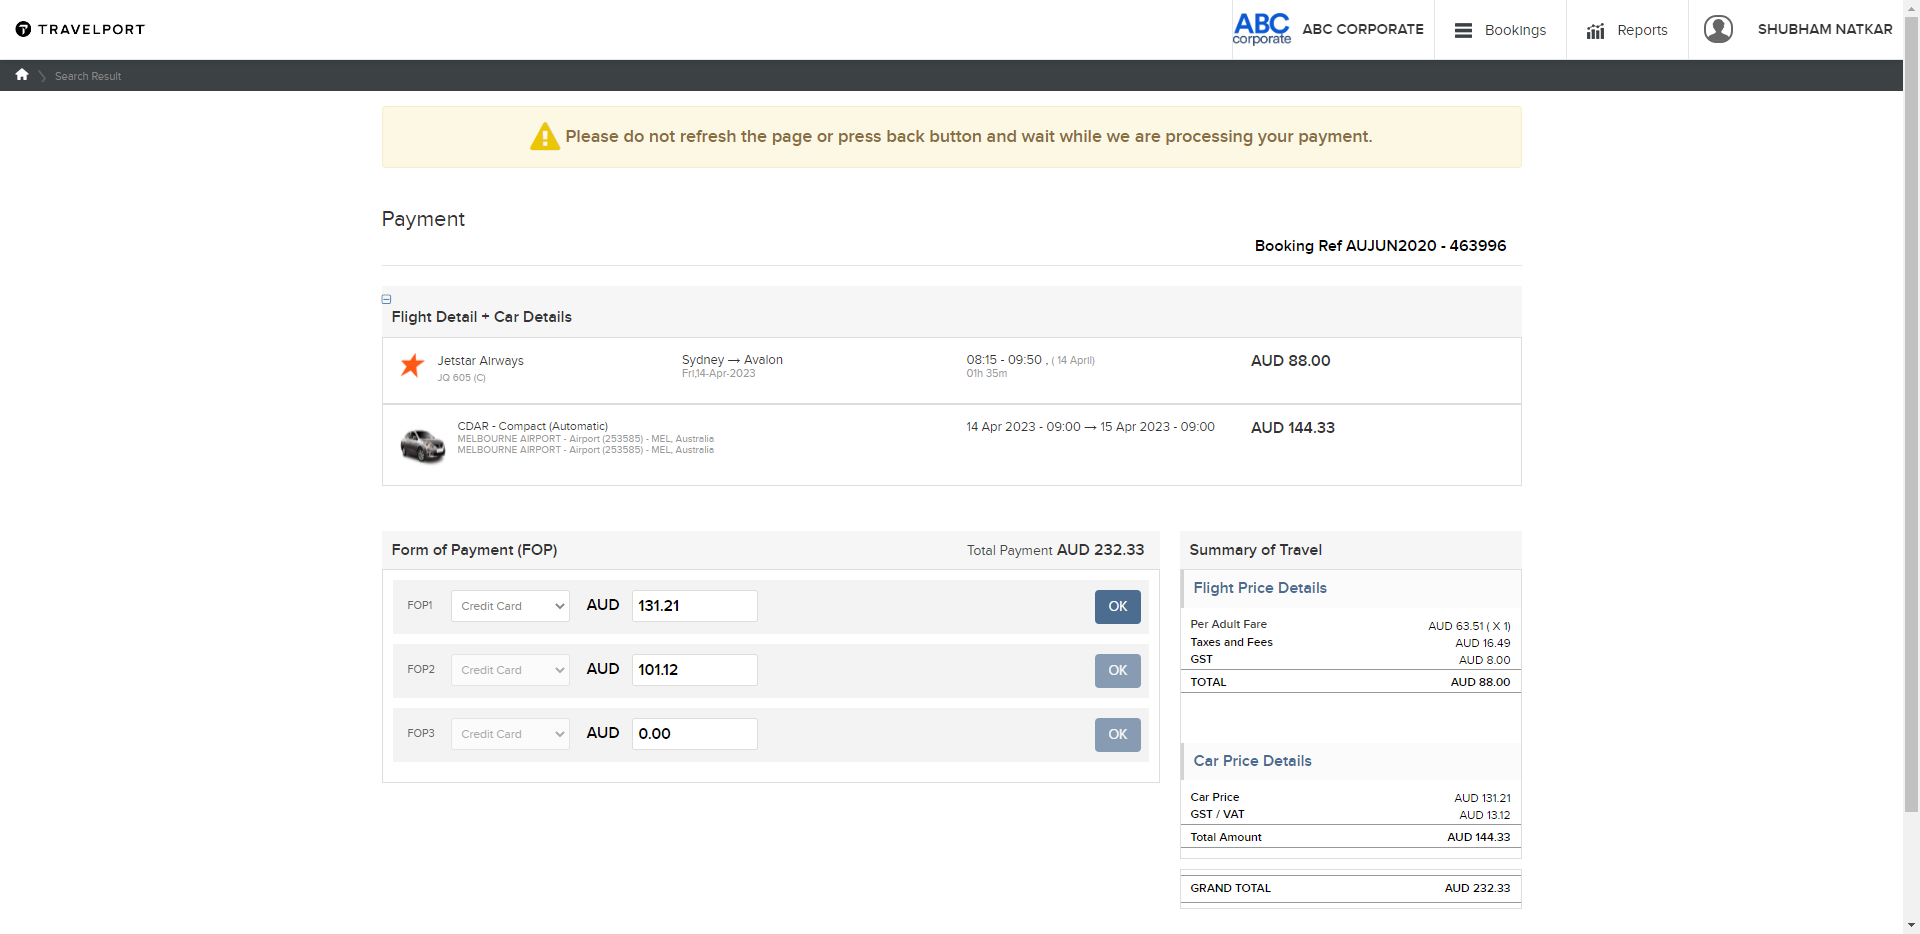 TRAVELPORT
ABC
corporate
ABC CORPORATE
Bookings
Reports
SHUBHAM NATKAR
Search Result
Please do not refresh the page or press back button and wait while we are processing your payment.
Payment
Booking Ref AUJUN2020 - 463996
Flight Detail + Car Details
Jetstar Airways
JQ 605 (C)
Sydney → Avalon
Fri,14-Apr-2023
08:15 - 09:50 , ( 14 April)
01h 35m
AUD 88.00
CDAR - Compact (Automatic)
MELBOURNE AIRPORT - Airport (253585) - MEL, Australia
MELBOURNE AIRPORT - Airport (253585) - MEL, Australia
14 Apr 2023 - 09:00 → 15 Apr 2023 - 09:00
AUD 144.33
Form of Payment (FOP)
Total Payment AUD 232.33
FOP1 Credit Card AUD 131.21 OK
FOP2 Credit Card AUD 101.12 OK
FOP3 Credit Card AUD 0.00 OK
Summary of Travel
Flight Price Details
Per Adult Fare AUD 63.51 ( X 1)
Taxes and Fees AUD 16.49
GST AUD 8.00
TOTAL AUD 88.00
Car Price Details
Car Price AUD 131.21
GST / VAT AUD 13.12
Total Amount AUD 144.33
GRAND TOTAL AUD 232.33